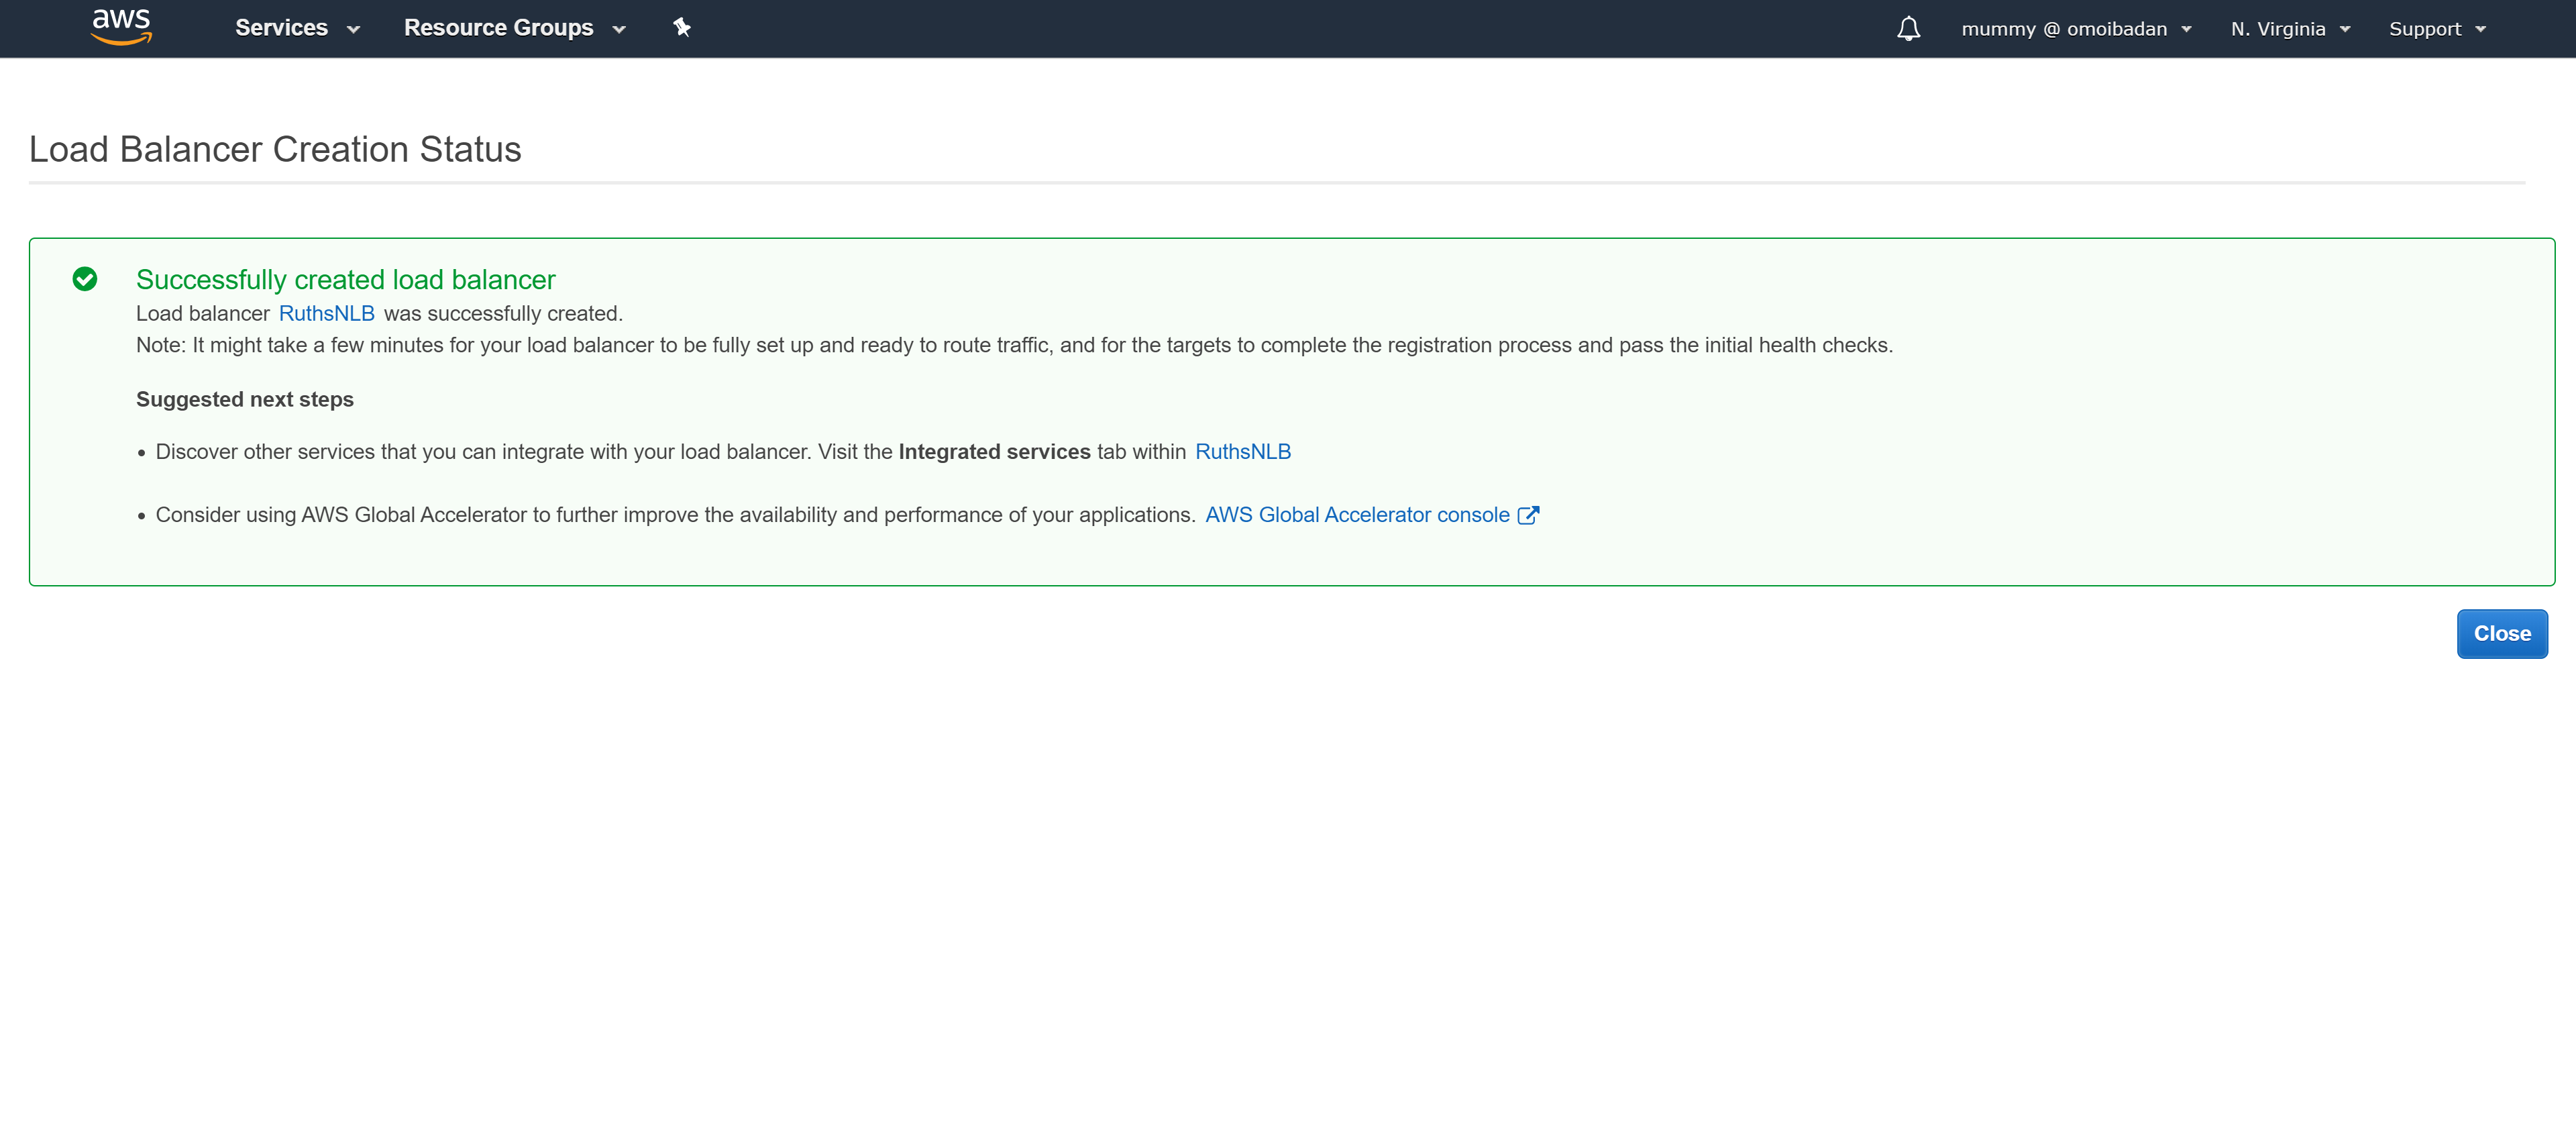 aws Services Resource Groups mummy @ omoibadan N. Virginia Support
Load Balancer Creation Status
Successfully created load balancer
Load balancer RuthsNLB was successfully created.
Note: It might take a few minutes for your load balancer to be fully set up and ready to route traffic, and for the targets to complete the registration process and pass the initial health checks.
Suggested next steps
• Discover other services that you can integrate with your load balancer. Visit the Integrated services tab within RuthsNLB
• Consider using AWS Global Accelerator to further improve the availability and performance of your applications. AWS Global Accelerator console
Close